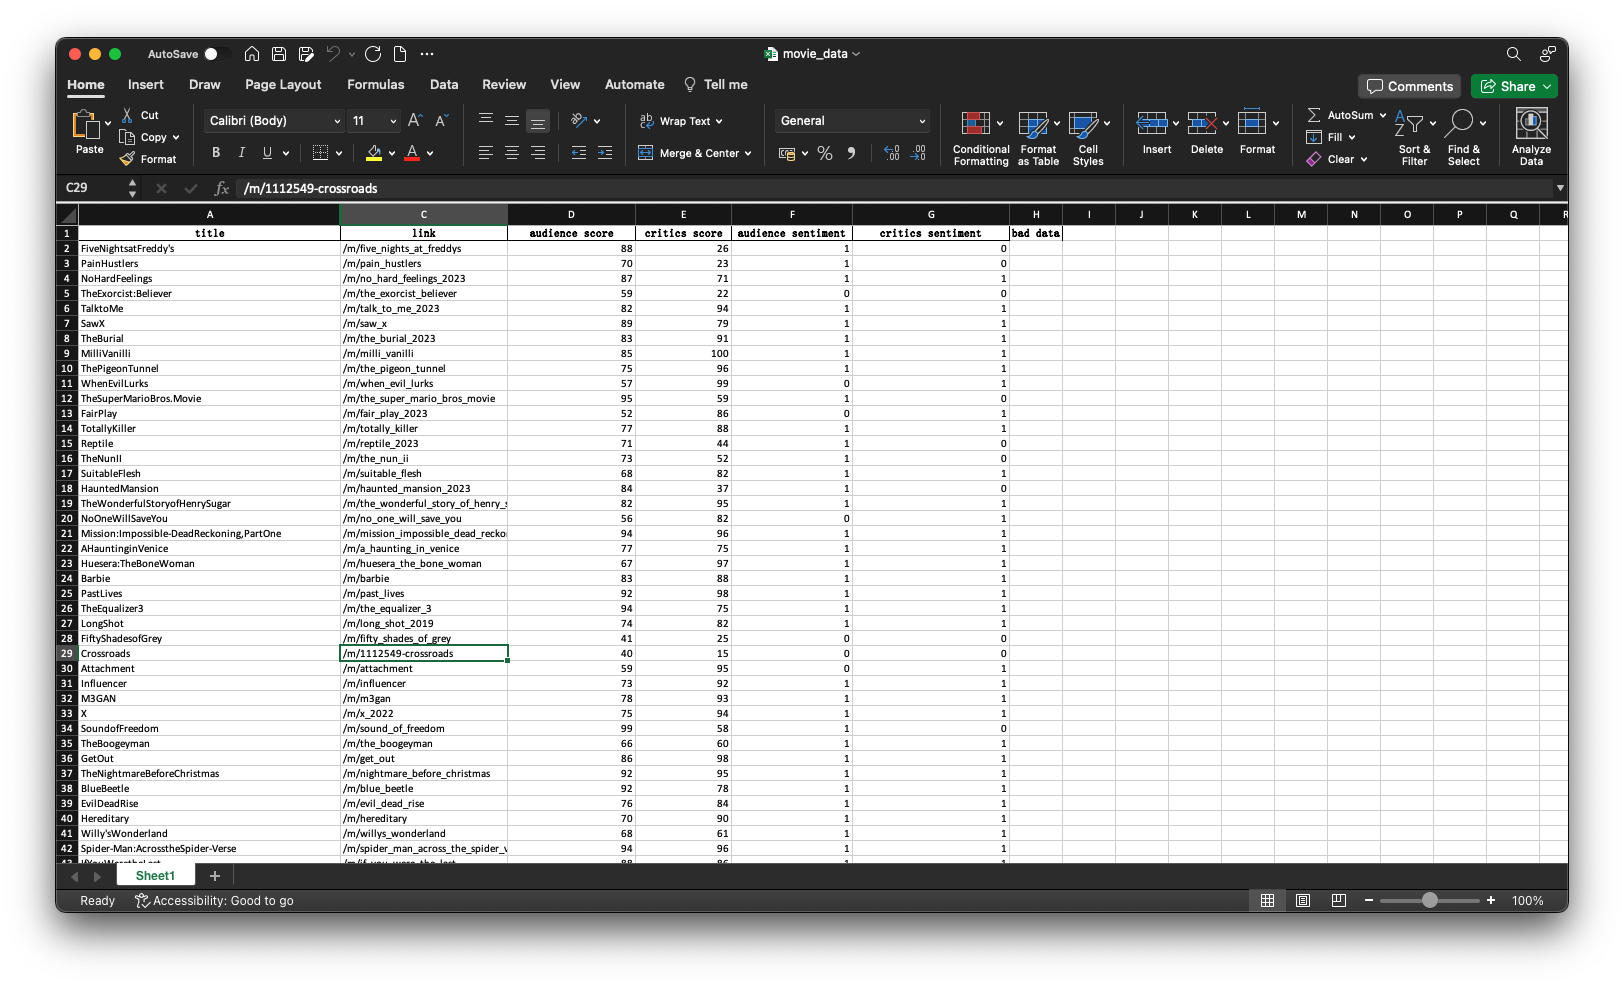 AutoSave
movie_data
Home Insert Draw Page Layout Formulas Data Review View Automate Tell me Comments Share
Paste Cut Copy Format
Calibri (Body) 11 A A
B I U A
ab Wrap Text
Merge & Center
General
% 9 .00 .0
Conditional Formatting Format as Table Cell Styles
Insert Delete Format
AutoSum Fill Clear
Sort & Filter Find & Select
Analyze Data
C29 fx /m/1112549-crossroads
A C D E F G H I J K L M N O P Q R
1 title link audience score critics score audience sentiment critics sentiment bad data
2 FiveNightsatFreddy's /m/five_nights_at_freddys 88 26 1 0
3 PainHustlers /m/pain_hustlers 70 23 1 0
4 NoHardFeelings /m/no_hard_feelings_2023 87 71 1 1
5 TheExorcist:Believer /m/the_exorcist_believer 59 22 0 0
6 TalktoMe /m/talk_to_me_2023 82 94 1 1
7 SawX /m/saw_x 89 79 1 1
8 TheBurial /m/the_burial_2023 83 91 1 1
9 MilliVanilli /m/milli_vanilli 85 100 1 1
10 ThePigeonTunnel /m/the_pigeon_tunnel 75 96 1 1
11 WhenEvilLurks /m/when_evil_lurks 57 99 0 1
12 TheSuperMarioBros.Movie /m/the_super_mario_bros_movie 95 59 1 0
13 FairPlay /m/fair_play_2023 52 86 0 1
14 TotallyKiller /m/totally_killer 77 88 1 1
15 Reptile /m/reptile_2023 71 44 1 0
16 TheNunII /m/the_nun_ii 73 52 1 0
17 SuitableFlesh /m/suitable_flesh 68 82 1 1
18 HauntedMansion /m/haunted_mansion_2023 84 37 1 0
19 TheWonderfulStoryofHenrySugar /m/the_wonderful_story_of_henry_s 82 95 1 1
20 NoOneWillSaveYou /m/no_one_will_save_you 56 82 0 1
21 Mission:Impossible-DeadReckoning,PartOne /m/mission_impossible_dead_recko 94 96 1 1
22 AHauntinginVenice /m/a_haunting_in_venice 77 75 1 1
23 Huesera:TheBoneWoman /m/huesera_the_bone_woman 67 97 1 1
24 Barbie /m/barbie 83 88 1 1
25 PastLives /m/past_lives 92 98 1 1
26 TheEqualizer3 /m/the_equalizer_3 94 75 1 1
27 LongShot /m/long_shot_2019 74 82 1 1
28 FiftyShadesofGrey /m/fifty_shades_of_grey 41 25 0 0
29 Crossroads /m/1112549-crossroads 40 15 0 0
30 Attachment /m/attachment 59 95 0 1
31 Influencer /m/influencer 73 92 1 1
32 M3GAN /m/m3gan 78 93 1 1
33 X /m/x_2022 75 94 1 1
34 SoundofFreedom /m/sound_of_freedom 99 58 1 0
35 TheBoogeyman /m/the_boogeyman 66 60 1 1
36 GetOut /m/get_out 86 98 1 1
37 TheNightmareBeforeChristmas /m/nightmare_before_christmas 92 95 1 1
38 BlueBeetle /m/blue_beetle 92 78 1 1
39 EvilDeadRise /m/evil_dead_rise 76 84 1 1
40 Hereditary /m/hereditary 70 90 1 1
41 Willy'sWonderland /m/willys_wonderland 68 61 1 1
42 Spider-Man:AcrosstheSpider-Verse /m/spider_man_across_the_spider_v 94 96 1 1
Sheet1
Ready Accessibility: Good to go 100%